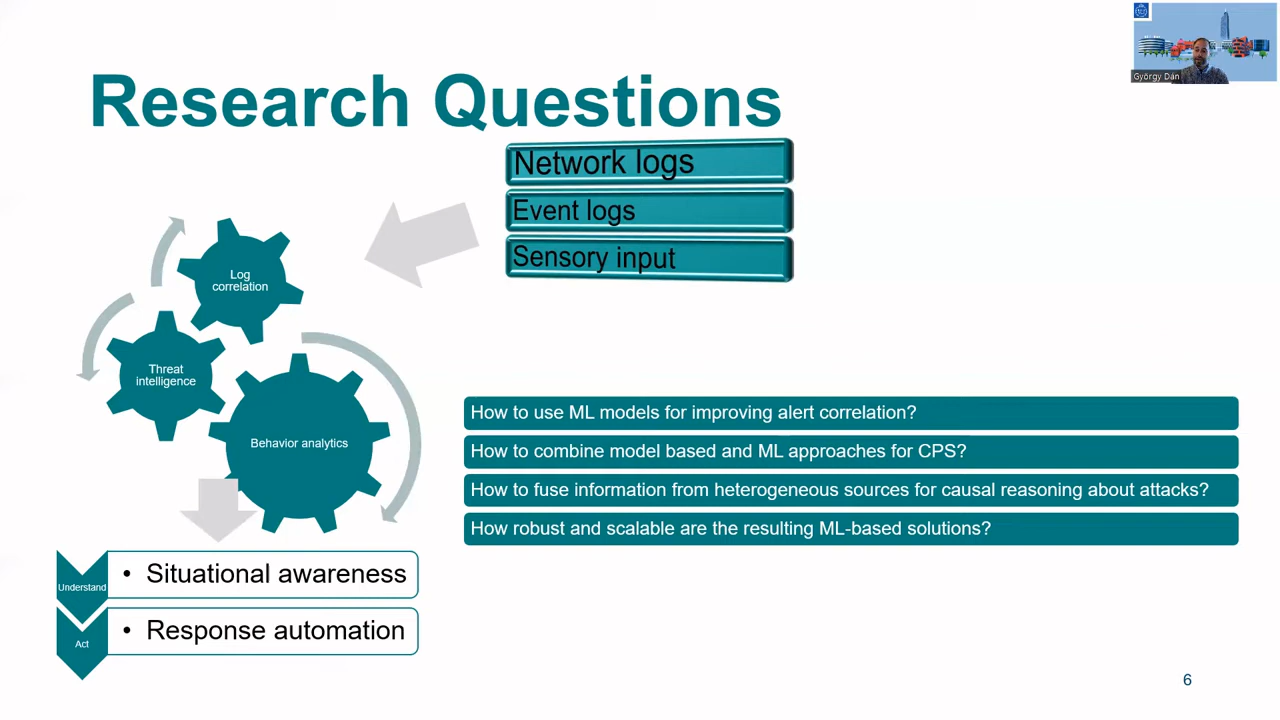 György Dán
Research Questions
Network logs
Event logs
Sensory input
Log
correlation
Threat
intelligence
Behavior analytics
How to use ML models for improving alert correlation?
How to combine model based and ML approaches for CPS?
How to fuse information from heterogeneous sources for causal reasoning about attacks?
How robust and scalable are the resulting ML-based solutions?
Understand
• Situational awareness
Act
• Response automation
6